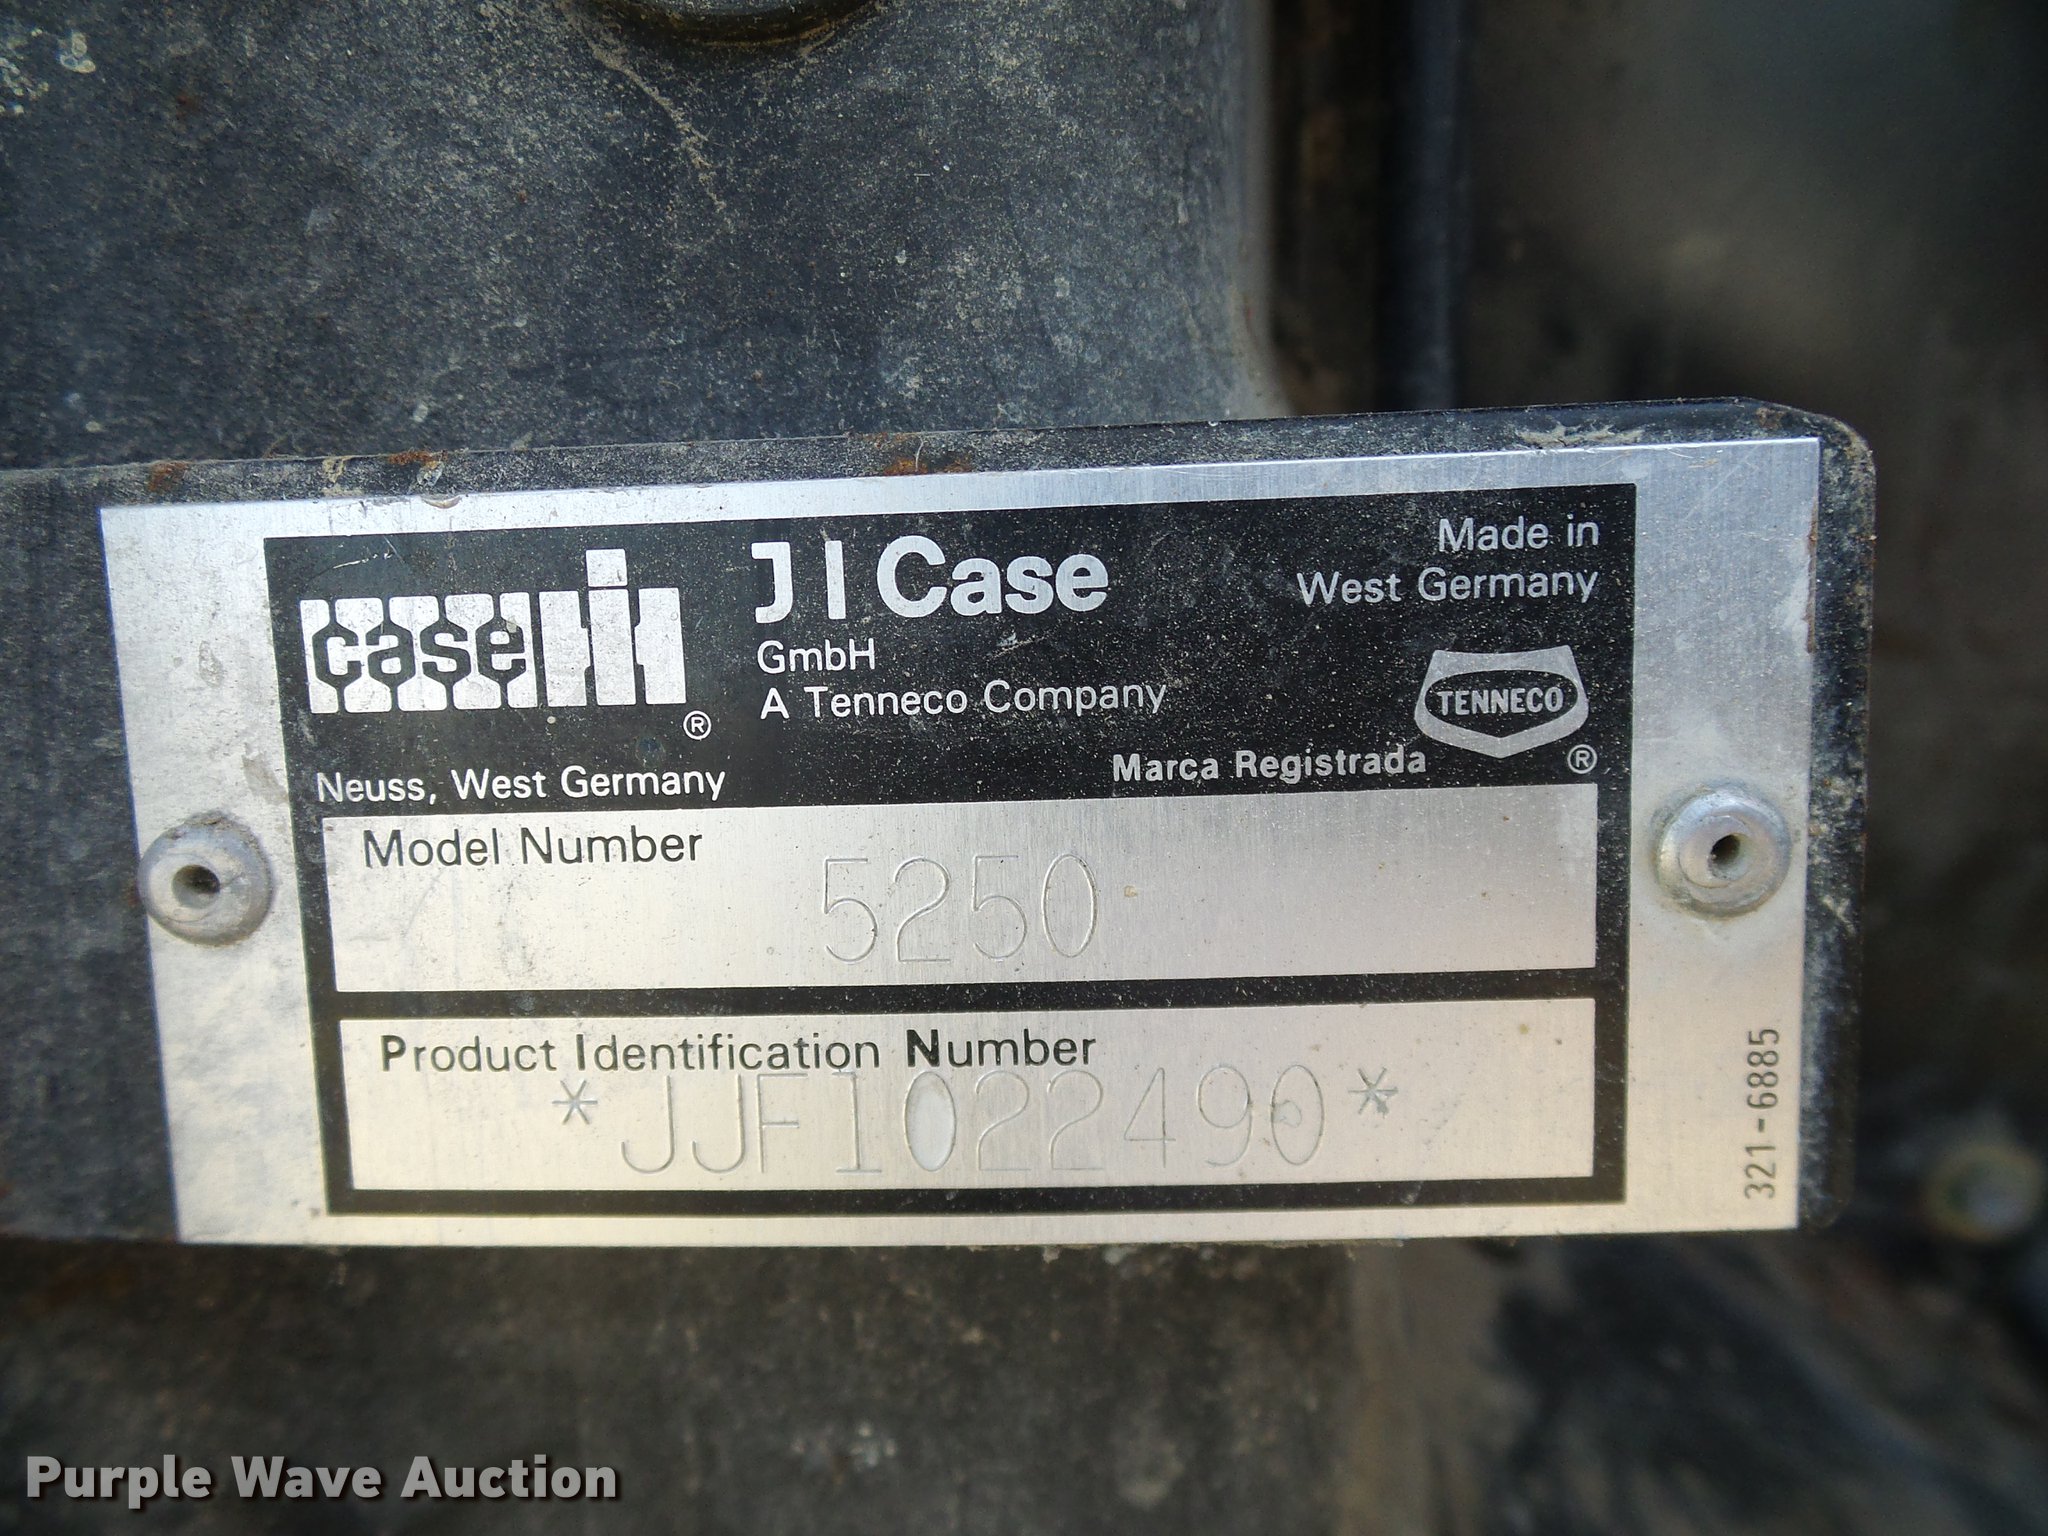 case IH ®
J I Case
GmbH
A Tenneco Company
Neuss, West Germany
Made in
West Germany
TENNECO
Marca Registrada ®
Model Number
5250
Product Identification Number
*JJF1022490*
321-6885
Purple Wave Auction